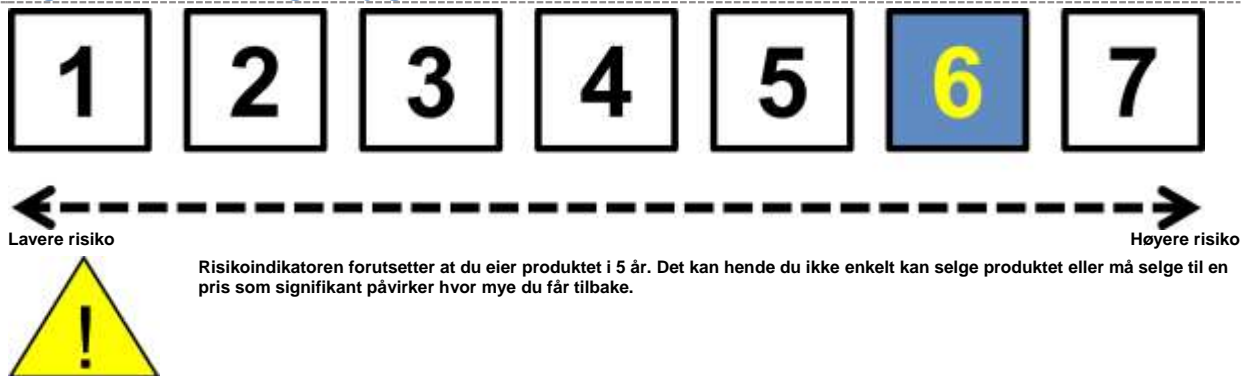 1 2 3 4 5 6 7
Lavere risiko Høyere risiko
Risikoindikatoren forutsetter at du eier produktet i 5 år. Det kan hende du ikke enkelt kan selge produktet eller må selge til en
pris som signifikant påvirker hvor mye du får tilbake.
!